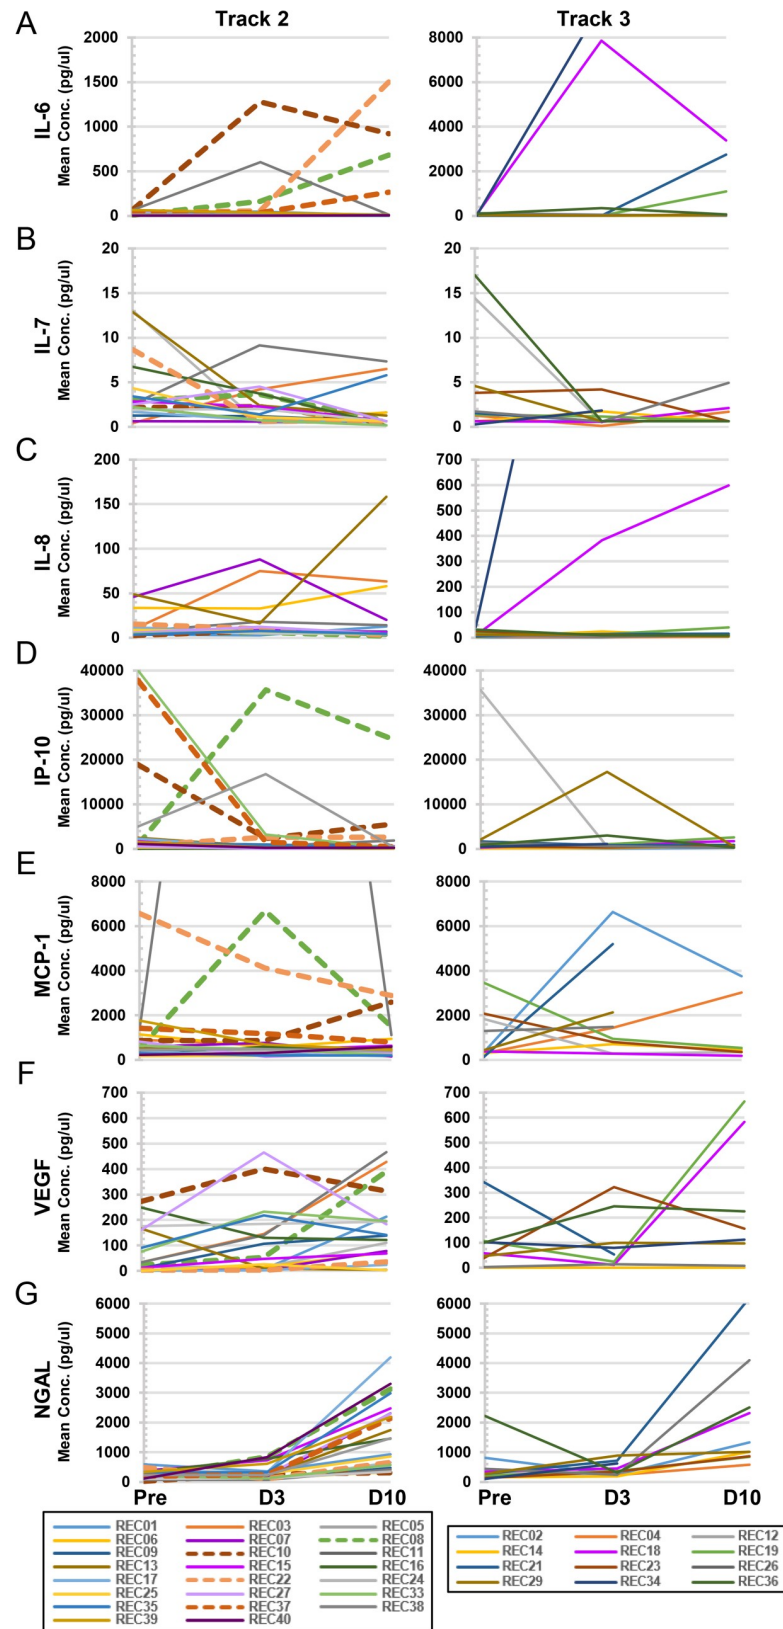 Track 2 Track 3
A
IL-6
Mean Conc. (pg/ul)
2000
1500
1000
500
0
8000
6000
4000
2000
0
B
IL-7
Mean Conc. (pg/ul)
20
15
10
5
0
20
15
10
5
0
C
IL-8
Mean Conc. (pg/ul)
200
150
100
50
0
700
600
500
400
300
200
100
0
D
IP-10
Mean Conc. (pg/ul)
40000
30000
20000
10000
0
40000
30000
20000
10000
0
E
MCP-1
Mean Conc. (pg/ul)
8000
6000
4000
2000
0
8000
6000
4000
2000
0
F
VEGF
Mean Conc. (pg/ul)
700
600
500
400
300
200
100
0
700
600
500
400
300
200
100
0
G
NGAL
Mean Conc. (pg/ul)
6000
5000
4000
3000
2000
1000
0
6000
5000
4000
3000
2000
1000
0
Pre D3 D10 Pre D3 D10
REC01 REC03 REC05
REC06 REC07 REC08
REC09 REC10 REC11
REC13 REC15 REC16
REC17 REC22 REC24
REC25 REC27 REC33
REC35 REC37 REC38
REC39 REC40
REC02 REC04 REC12
REC14 REC18 REC19
REC21 REC23 REC26
REC29 REC34 REC36